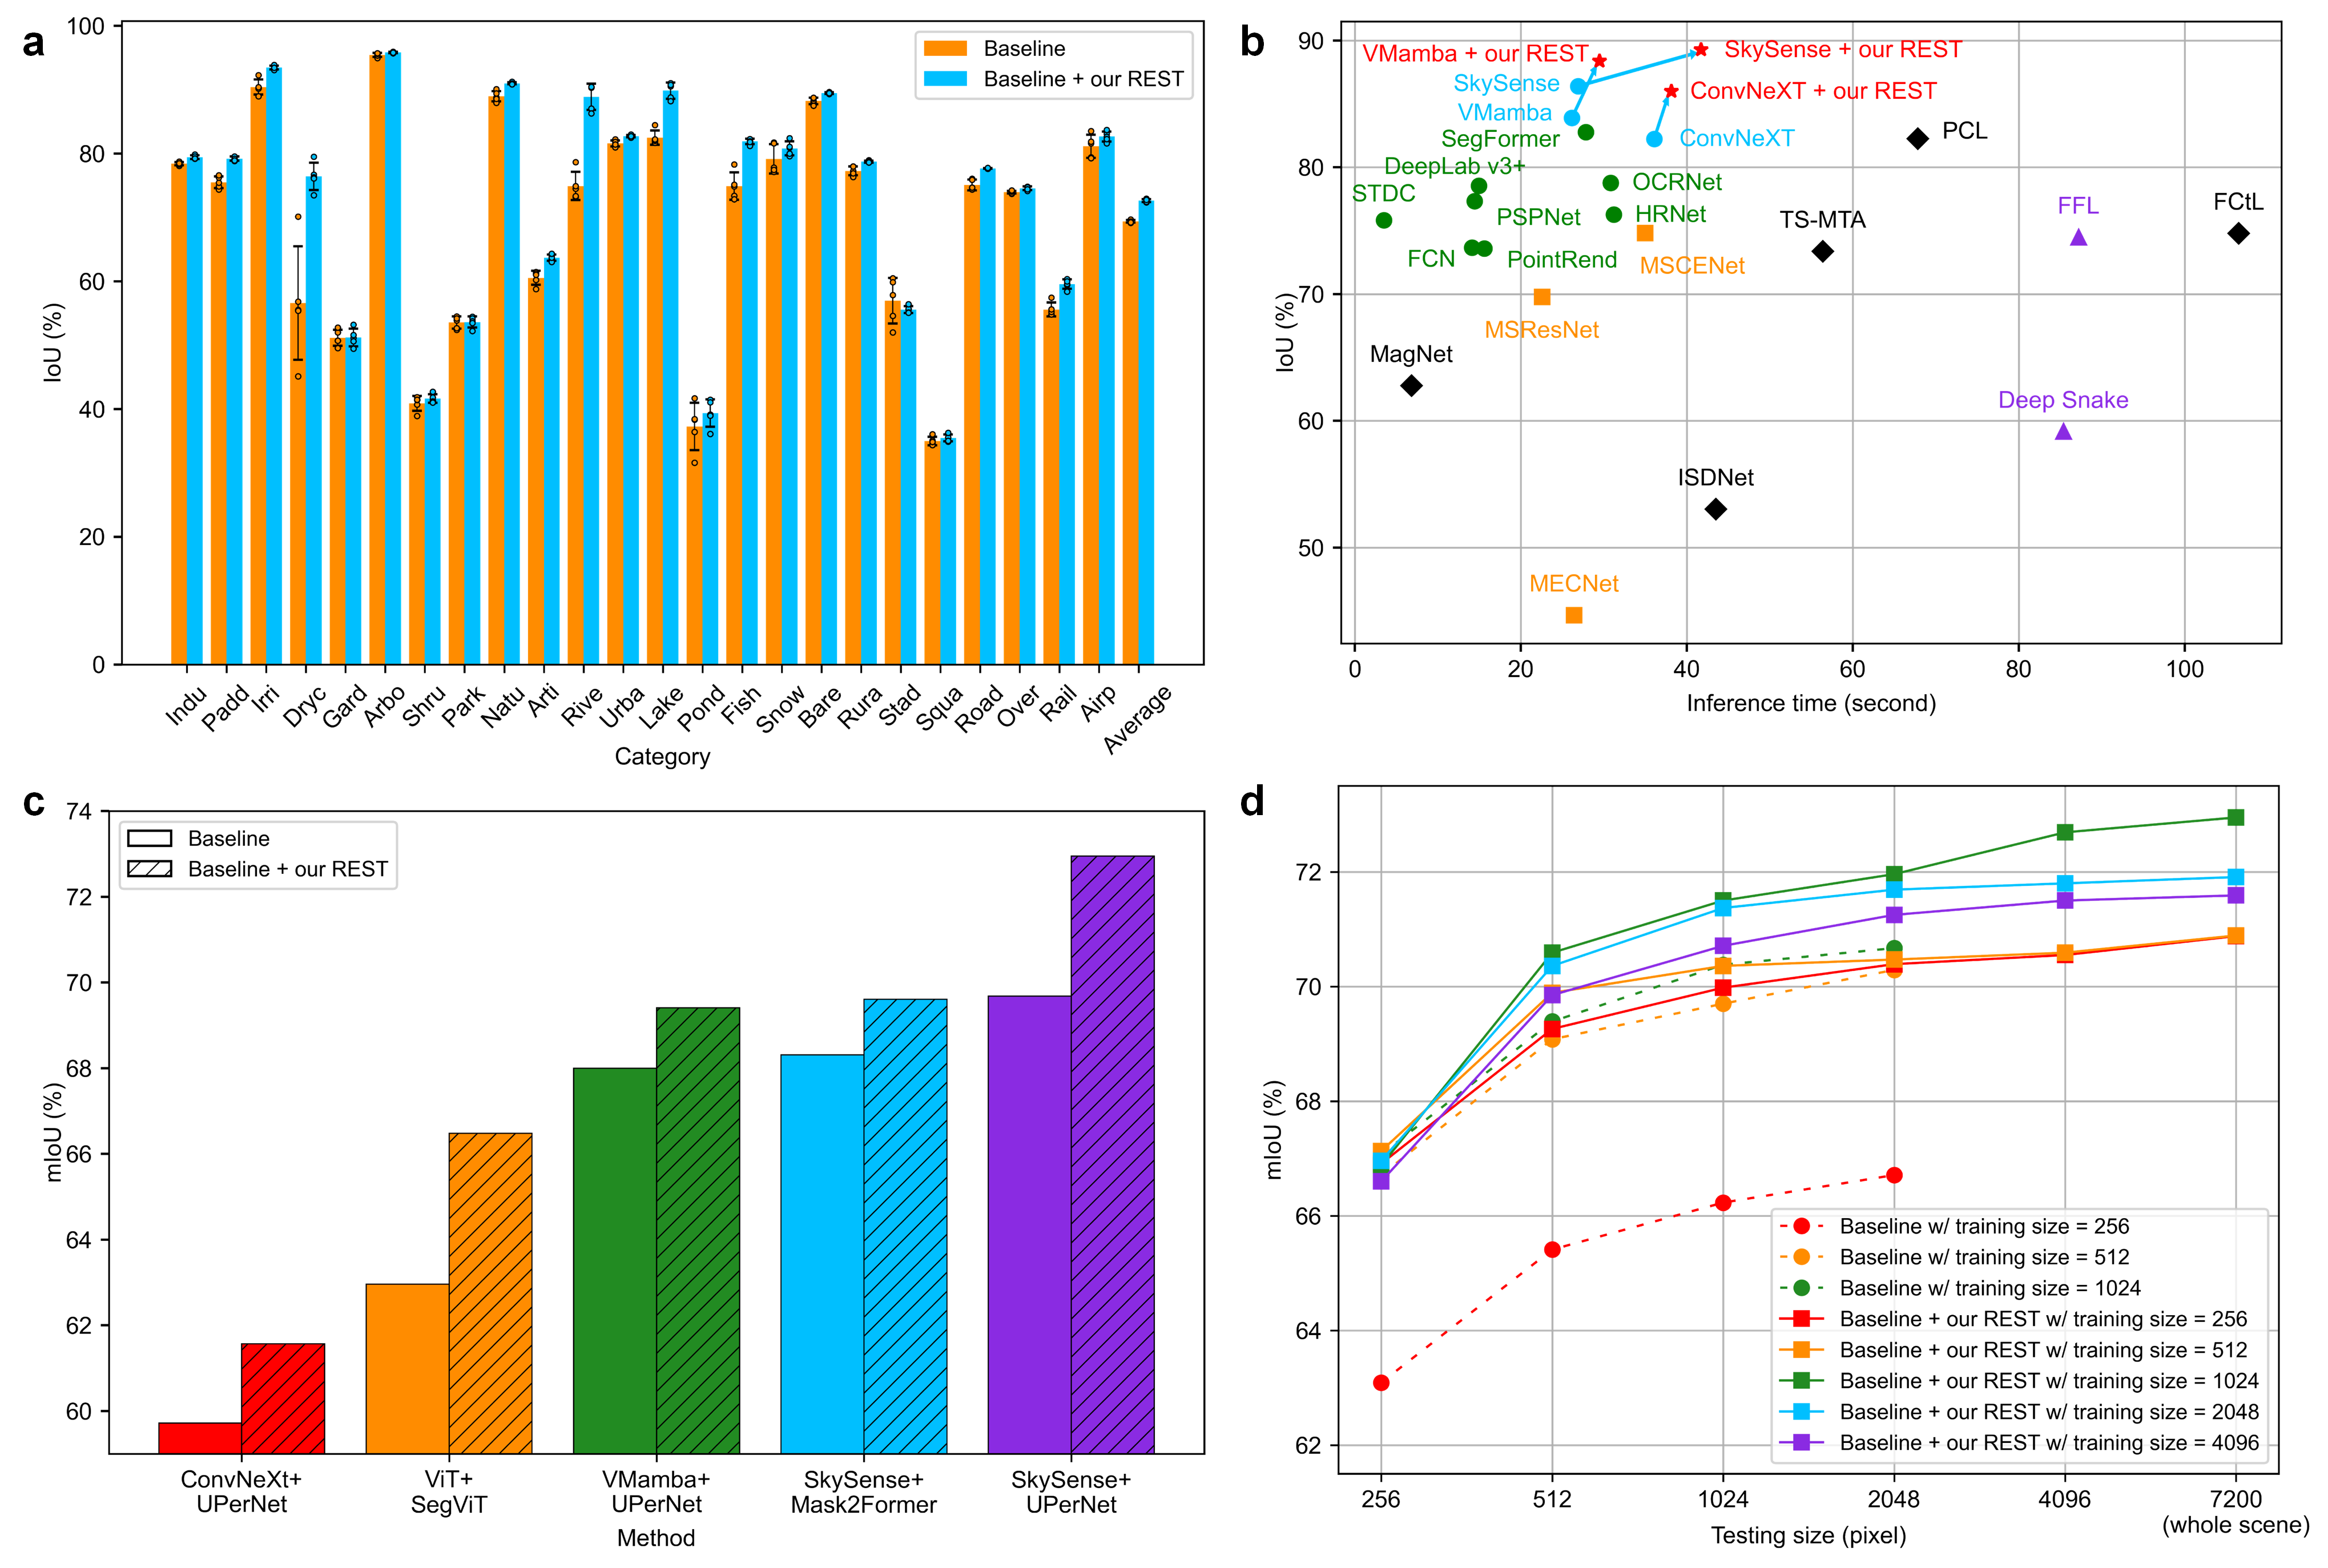 a
100
80
60
40
20
0
IoU (%)
Baseline
Baseline + our REST
Indu
Padd
Irri
Dryc
Gard
Arbo
Shru
Park
Natu
Arti
Rive
Urba
Lake
Pond
Fish
Snow
Bare
Rura
Stad
Squa
Road
Over
Rail
Airp
Average
Category
b
90
80
70
60
50
IoU (%)
VMamba + our REST
SkySense + our REST
SkySense
ConvNeXT + our REST
VMamba
SegFormer
ConvNeXT
PCL
DeepLab v3+
STDC
OCRNet
PSPNet
HRNet
TS-MTA
FFL
FCtL
FCN
PointRend
MSCENet
MSResNet
MagNet
Deep Snake
ISDNet
MECNet
0
20
40
60
80
100
Inference time (second)
c
74
72
70
68
66
64
62
60
mIoU (%)
Baseline
Baseline + our REST
ConvNeXt+
UPerNet
ViT+
SegViT
VMamba+
UPerNet
SkySense+
Mask2Former
SkySense+
UPerNet
Method
d
72
70
68
66
64
62
mIoU (%)
Baseline w/ training size = 256
Baseline w/ training size = 512
Baseline w/ training size = 1024
Baseline + our REST w/ training size = 256
Baseline + our REST w/ training size = 512
Baseline + our REST w/ training size = 1024
Baseline + our REST w/ training size = 2048
Baseline + our REST w/ training size = 4096
256
512
1024
2048
4096
7200
(whole scene)
Testing size (pixel)